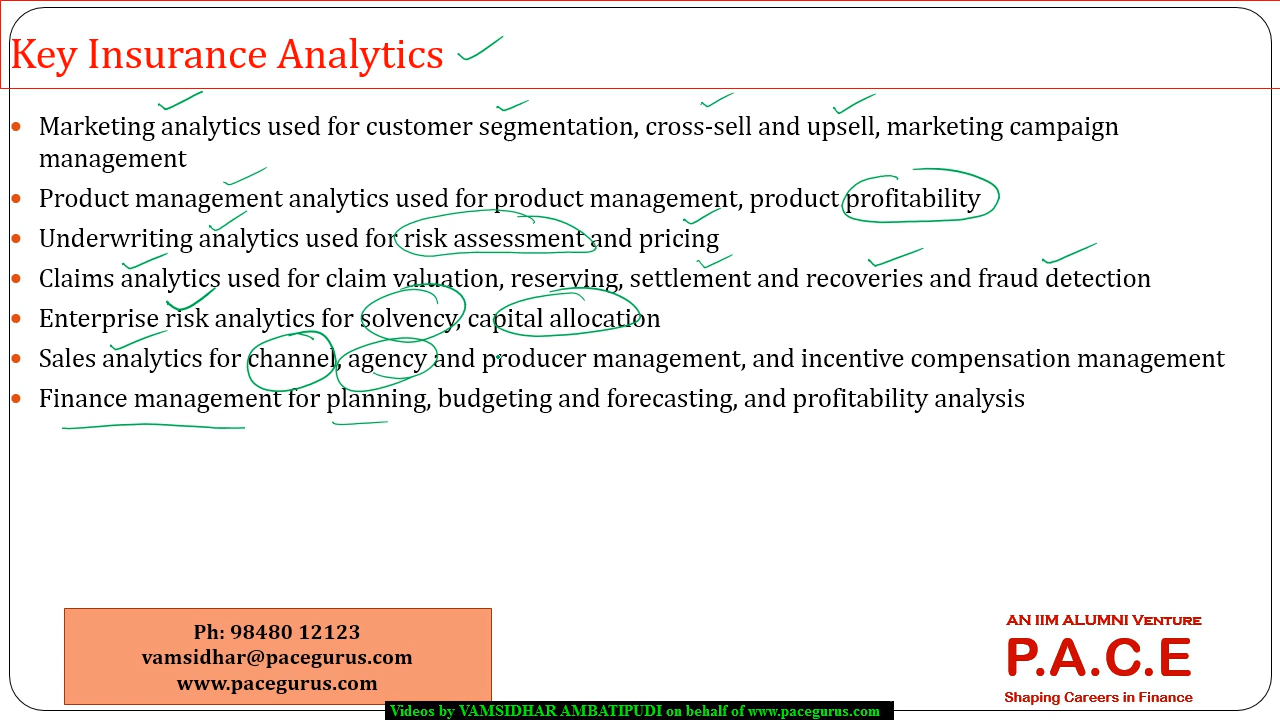 Key Insurance Analytics
• Marketing analytics used for customer segmentation, cross-sell and upsell, marketing campaign
management
• Product management analytics used for product management, product profitability
• Underwriting analytics used for risk assessment and pricing
• Claims analytics used for claim valuation, reserving, settlement and recoveries and fraud detection
• Enterprise risk analytics for solvency, capital allocation
• Sales analytics for channel, agency and producer management, and incentive compensation management
• Finance management for planning, budgeting and forecasting, and profitability analysis
Ph: 98480 12123
vamsidhar@pacegurus.com
www.pacegurus.com
AN IIM ALUMNI VENTURE
P.A.C.E
Shaping Careers in Finance
Videos by VAMSIDHAR AMBATIPUDI on behalf of www.pacegurus.com